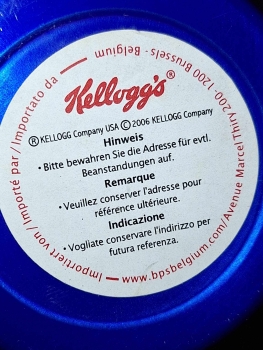 Kellogg's®
® KELLOGG Company USA © 2006 KELLOGG Company
Hinweis
• Bitte bewahren Sie die Adresse für evtl.
Beanstandungen auf.
Remarque
• Veuillez conserver l'adresse pour
référence ultérieure.
Indicazione
• Vogliate conservare l'indirizzo per
futura referenza.
Importiert von / Importé par / Importato da
www.bpsbelgium.com / Avenue Marcel Thiry 200 · 1200 Brussels · Belgium